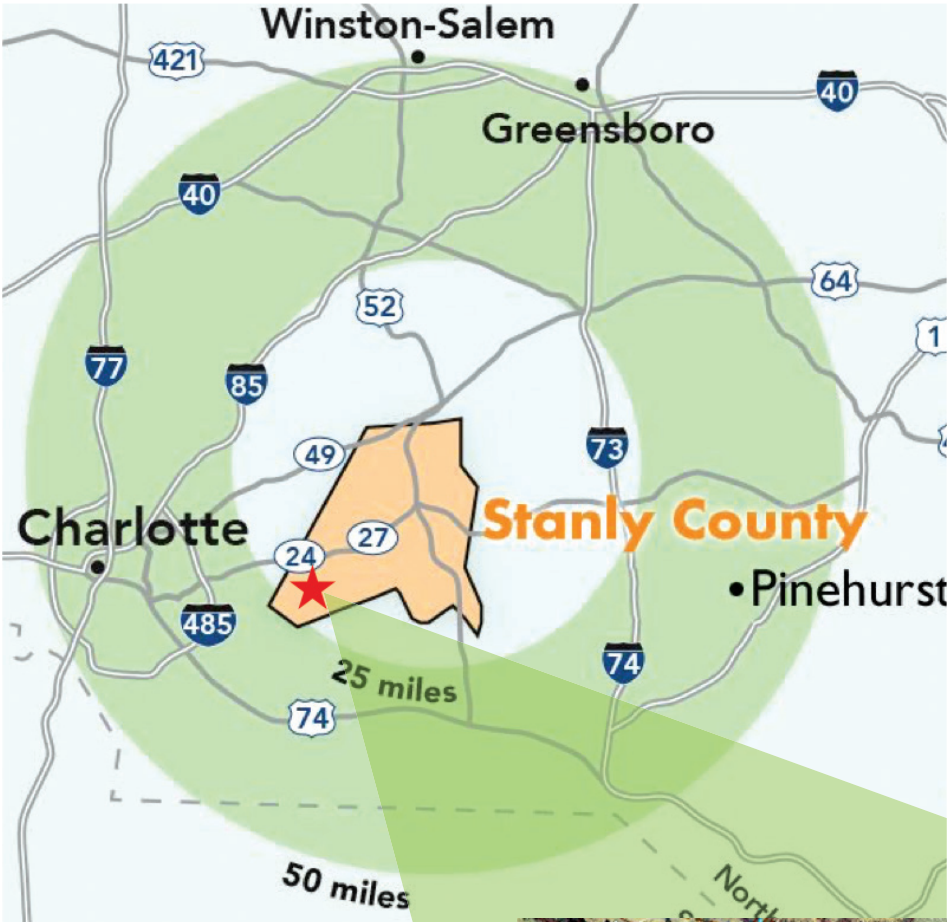 Winston-Salem
421
40
Greensboro
40
64
52
1
77
85
49
73
Stanly County
Charlotte
27
24
Pinehurst
485
74
25 miles
74
50 miles
North